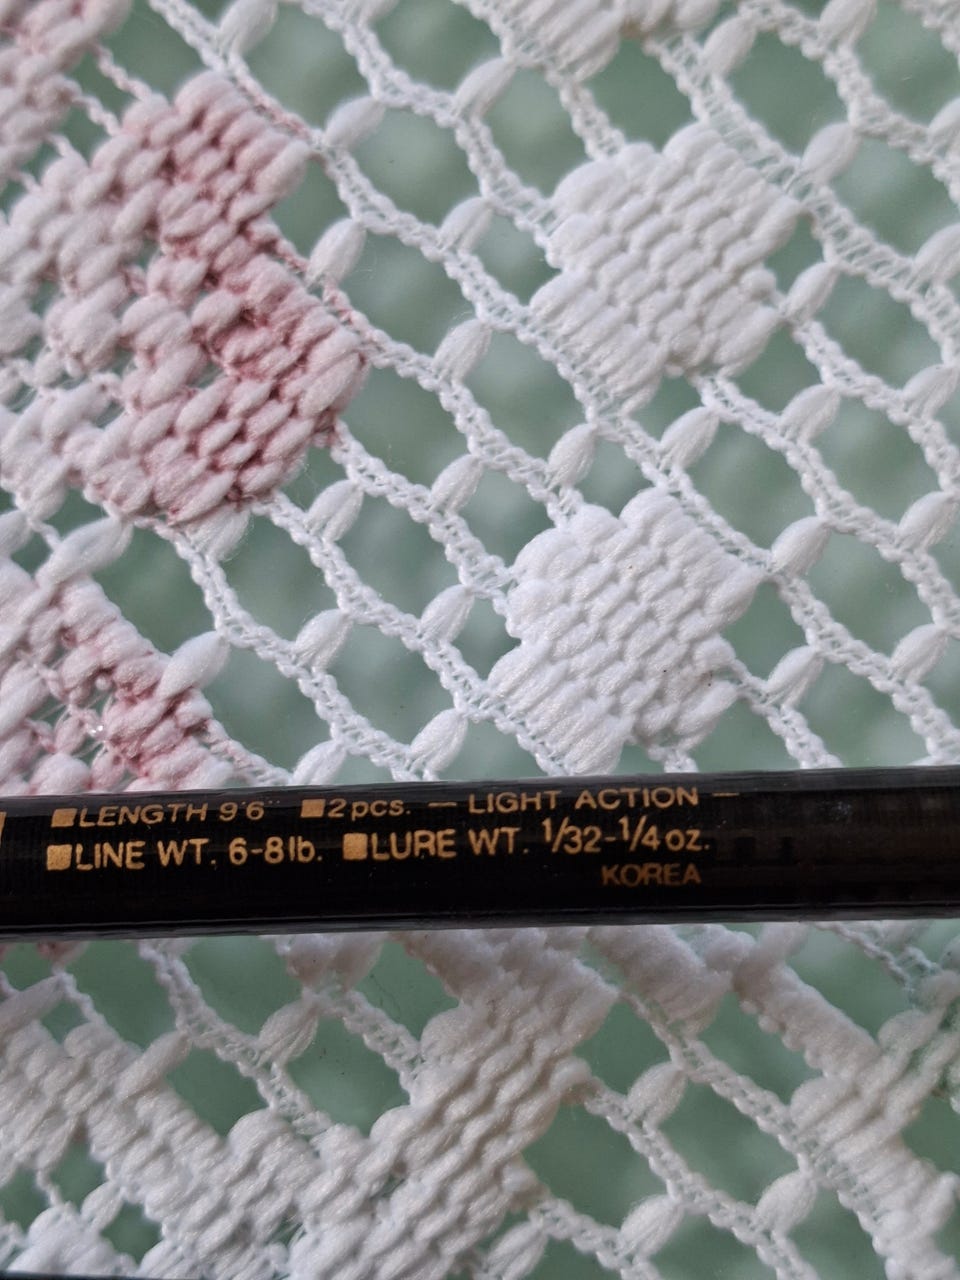 ■LENGTH 9'6" ■2pcs. — LIGHT ACTION —
■LINE WT. 6-8lb. ■LURE WT. 1/32-1/4oz.
KOREA